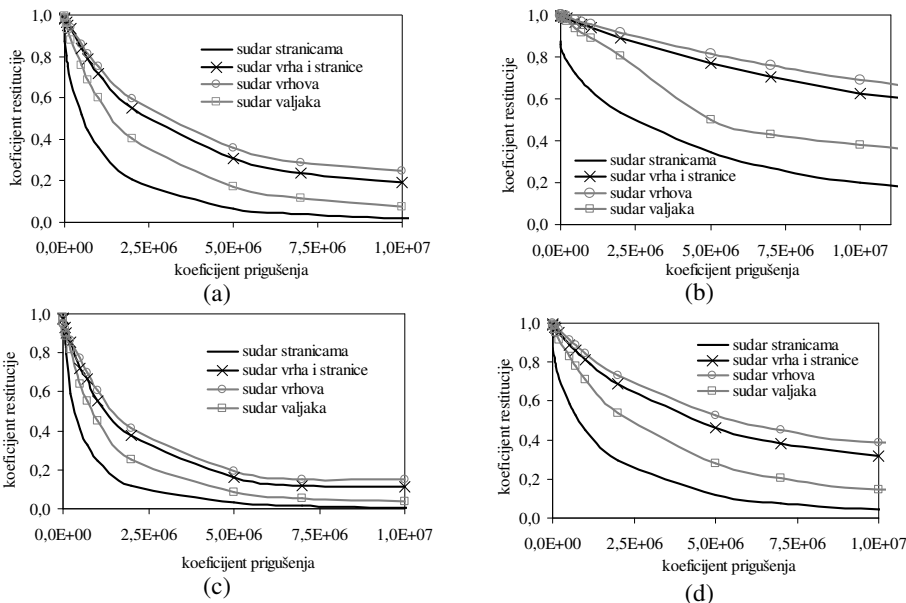 koeficijent restitucije
1,0
0,8
0,6
0,4
0,2
0,0
sudar stranicama
sudar vrha i stranice
sudar vrhova
sudar valjaka
0,0E+00 2,5E+06 5,0E+06 7,5E+06 1,0E+07
koeficijent prigušenja
(a)
koeficijent restitucije
1,0
0,8
0,6
0,4
0,2
0,0
sudar stranicama
sudar vrha i stranice
sudar vrhova
sudar valjaka
0,0E+00 2,5E+06 5,0E+06 7,5E+06 1,0E+07
koeficijent prigušenja
(b)
koeficijent restitucije
1,0
0,8
0,6
0,4
0,2
0,0
sudar stranicama
sudar vrha i stranice
sudar vrhova
sudar valjaka
0,0E+00 2,5E+06 5,0E+06 7,5E+06 1,0E+07
koeficijent prigušenja
(c)
koeficijent restitucije
1,0
0,8
0,6
0,4
0,2
0,0
sudar stranicama
sudar vrha i stranice
sudar vrhova
sudar valjaka
0,0E+00 2,5E+06 5,0E+06 7,5E+06 1,0E+07
koeficijent prigušenja
(d)